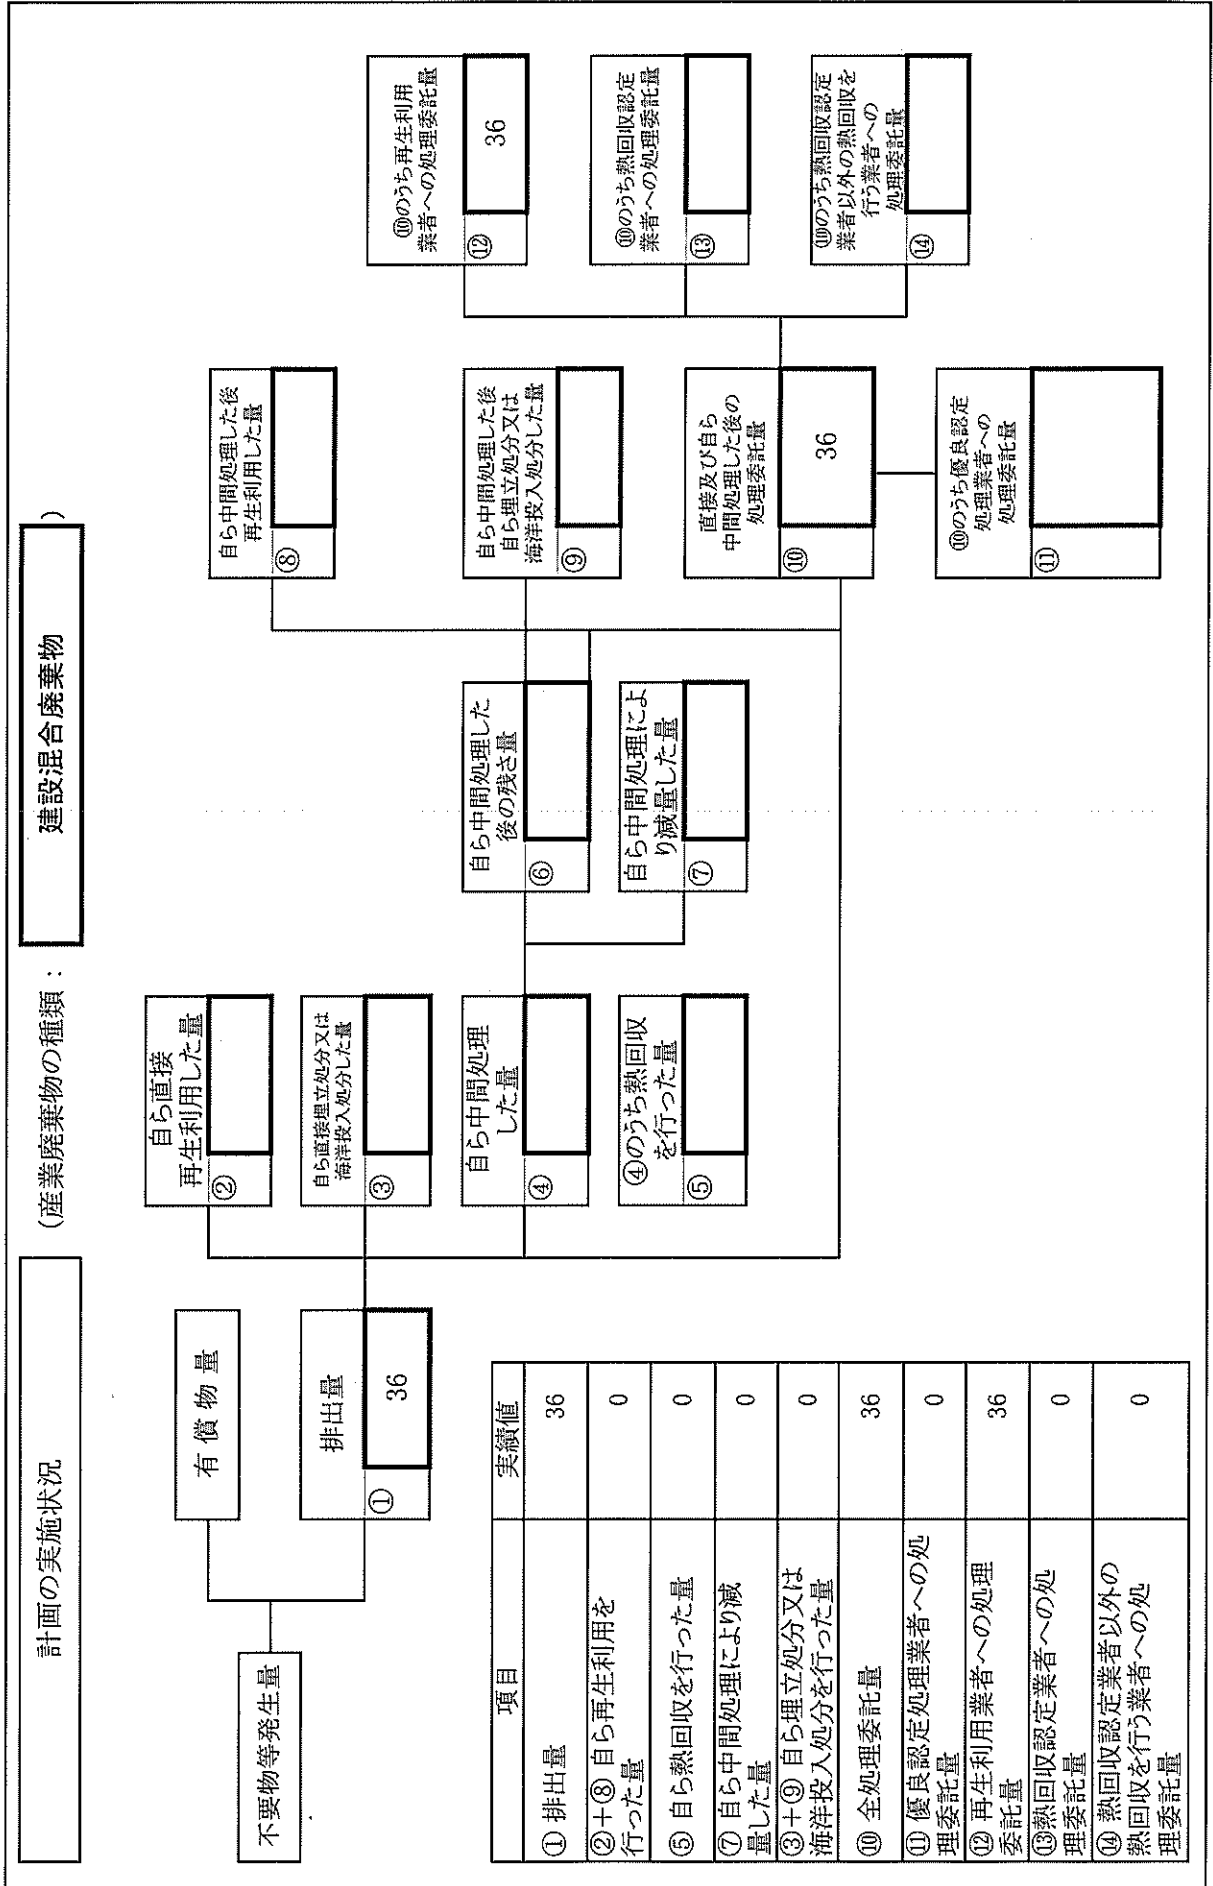 計画の実施状況
(産業廃棄物の種類：
建設混合廃棄物
)
不要物等発生量
有償物量
排出量
①
36
自ら直接
再生利用した量
②
自ら直接埋立処分又は
海洋投入処分した量
③
自ら中間処理
した量
④
④のうち熱回収
を行った量
⑤
自ら中間処理した
後の残さ量
⑥
自ら中間処理によ
り減量した量
⑦
自ら中間処理した後
再生利用した量
⑧
自ら中間処理した後
自ら埋立処分又は
海洋投入処分した量
⑨
直接及び自ら
中間処理した後の
処理委託量
⑩
36
⑩のうち優良認定
処理業者への
処理委託量
⑪
⑩のうち再生利用
業者への処理委託量
⑫
36
⑩のうち熱回収認定
業者への処理委託量
⑬
⑩のうち熱回収認定
業者以外の熱回収を
行う業者への
処理委託量
⑭
項目 実績値
① 排出量 36
②＋⑧ 自ら再生利用を
行った量 0
⑤ 自ら熱回収を行った量 0
⑦ 自ら中間処理により減
量した量 0
③＋⑨ 自ら埋立処分又は
海洋投入処分を行った量 0
⑩ 全処理委託量 36
⑪ 優良認定処理業者への処
理委託量 0
⑫ 再生利用業者への処理
委託量 36
⑬熱回収認定業者への処
理委託量 0
⑭ 熱回収認定業者以外の
熱回収を行う業者への処
理委託量 0